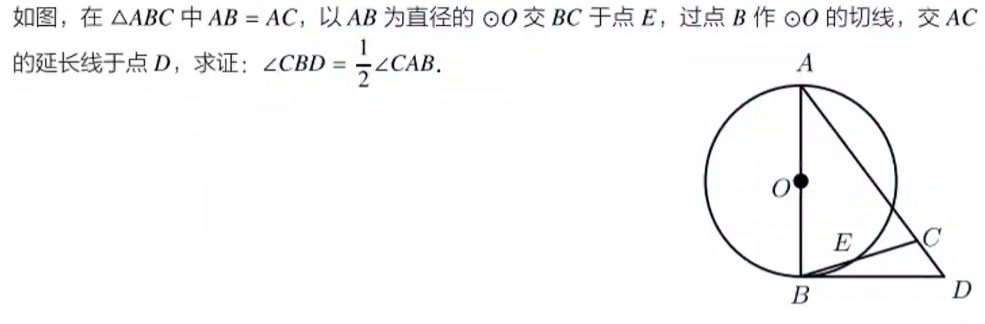 如图，在 △ABC 中 AB = AC，以 AB 为直径的 ⊙O 交 BC 于点 E，过点 B 作 ⊙O 的切线，交 AC
的延长线于点 D，求证：∠CBD = \frac{1}{2}∠CAB．
A
O
E
C
B
D